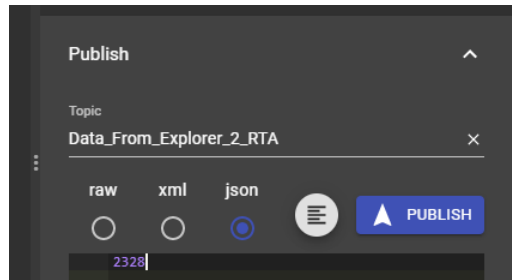 Publish
Topic
Data_From_Explorer_2_RTA
raw xml json
PUBLISH
2328